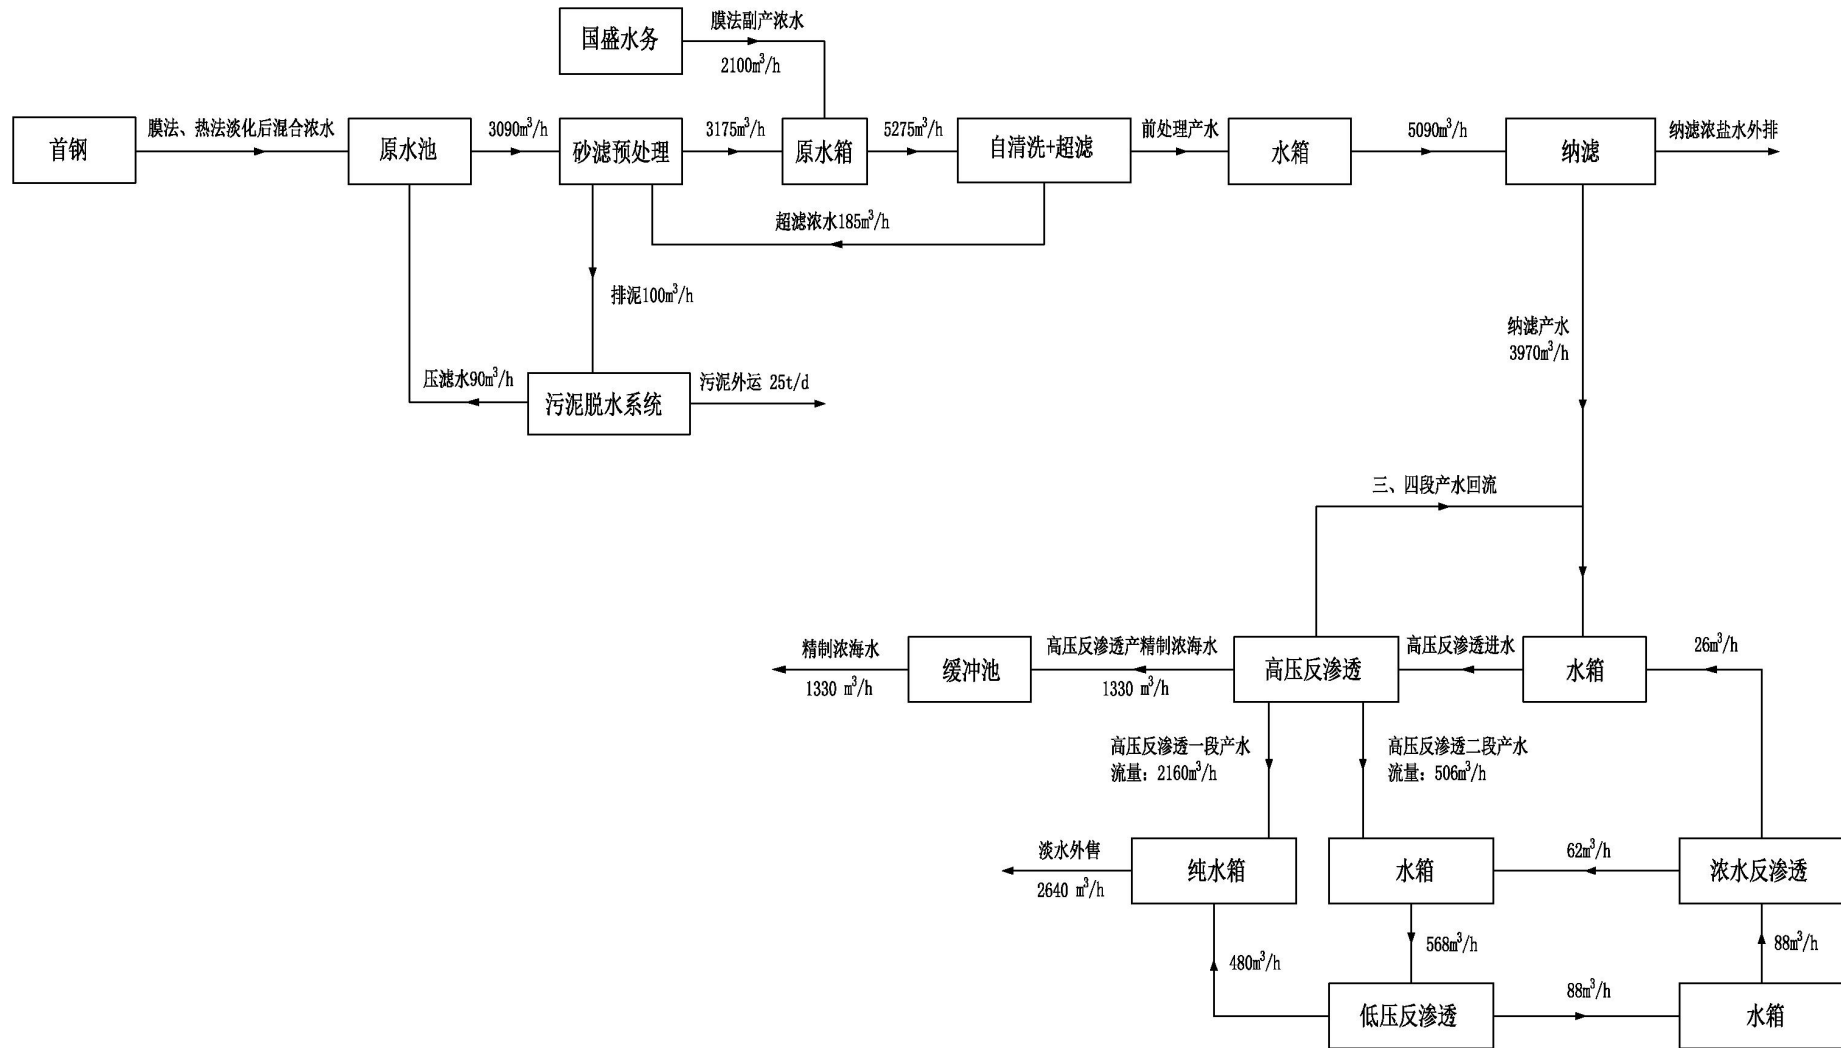 国盛水务
膜法副产浓水
2100m³/h
首钢
膜法、热法淡化后混合浓水
原水池
3090m³/h
砂滤预处理
3175m³/h
原水箱
5275m³/h
自清洗+超滤
前处理产水
水箱
5090m³/h
纳滤
纳滤浓盐水外排
超滤浓水185m³/h
排泥100m³/h
纳滤产水
3970m³/h
压滤水90m³/h
污泥脱水系统
污泥外运 25t/d
三、四段产水回流
精制浓海水
1330 m³/h
缓冲池
高压反渗透产精制浓海水
1330 m³/h
高压反渗透
高压反渗透进水
水箱
26m³/h
高压反渗透一段产水
流量：2160m³/h
高压反渗透二段产水
流量：506m³/h
淡水外售
2640 m³/h
纯水箱
水箱
62m³/h
浓水反渗透
480m³/h
568m³/h
88m³/h
低压反渗透
88m³/h
水箱